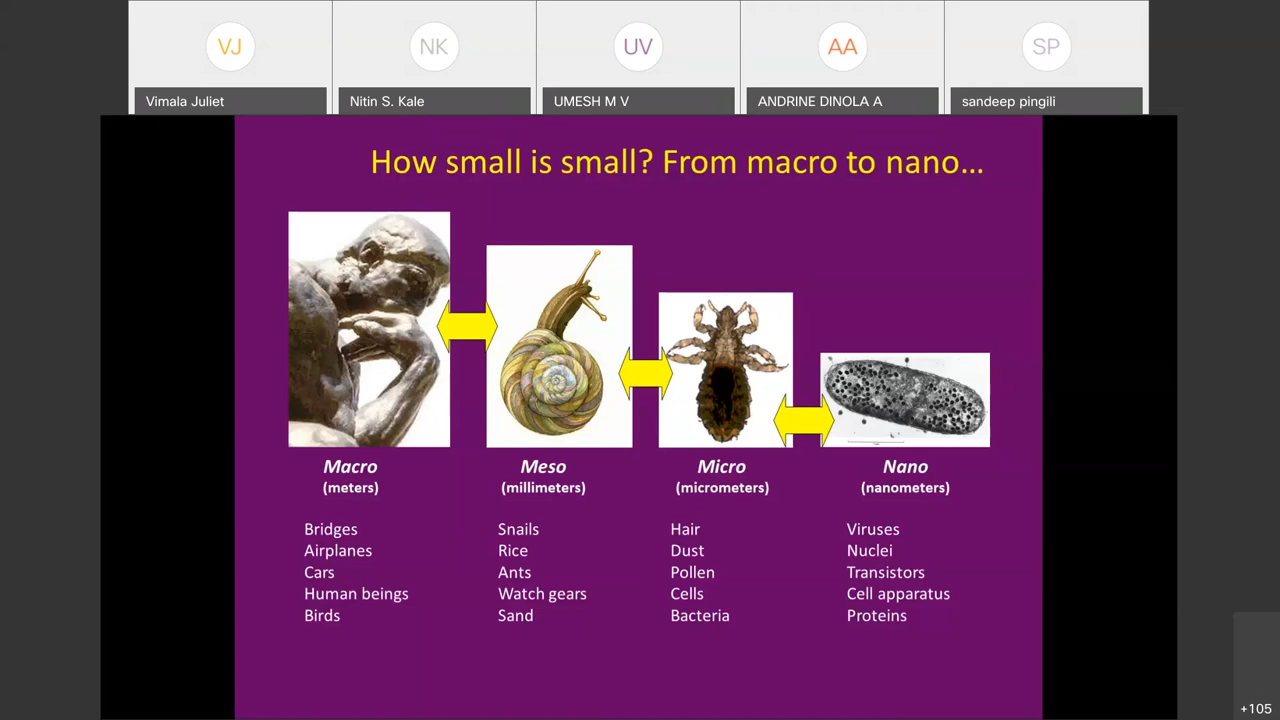 VJ
NK
UV
AA
SP
Vimala Juliet
Nitin S. Kale
UMESH M V
ANDRINE DINOLA A
sandeep pingili
How small is small? From macro to nano...
Macro
(meters)
Bridges
Airplanes
Cars
Human beings
Birds
Meso
(millimeters)
Snails
Rice
Ants
Watch gears
Sand
Micro
(micrometers)
Hair
Dust
Pollen
Cells
Bacteria
Nano
(nanometers)
Viruses
Nuclei
Transistors
Cell apparatus
Proteins
+105